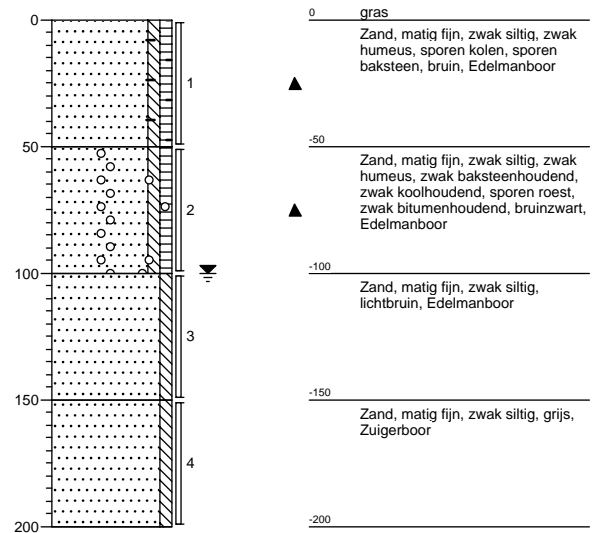 0
50
100
150
200
1
2
3
4
0
gras
Zand, matig fijn, zwak siltig, zwak
humeus, sporen kolen, sporen
baksteen, bruin, Edelmanboor
-50
Zand, matig fijn, zwak siltig, zwak
humeus, zwak baksteenhoudend,
zwak koolhoudend, sporen roest,
zwak bitumenhoudend, bruinzwart,
Edelmanboor
-100
Zand, matig fijn, zwak siltig,
lichtbruin, Edelmanboor
-150
Zand, matig fijn, zwak siltig, grijs,
Zuigerboor
-200